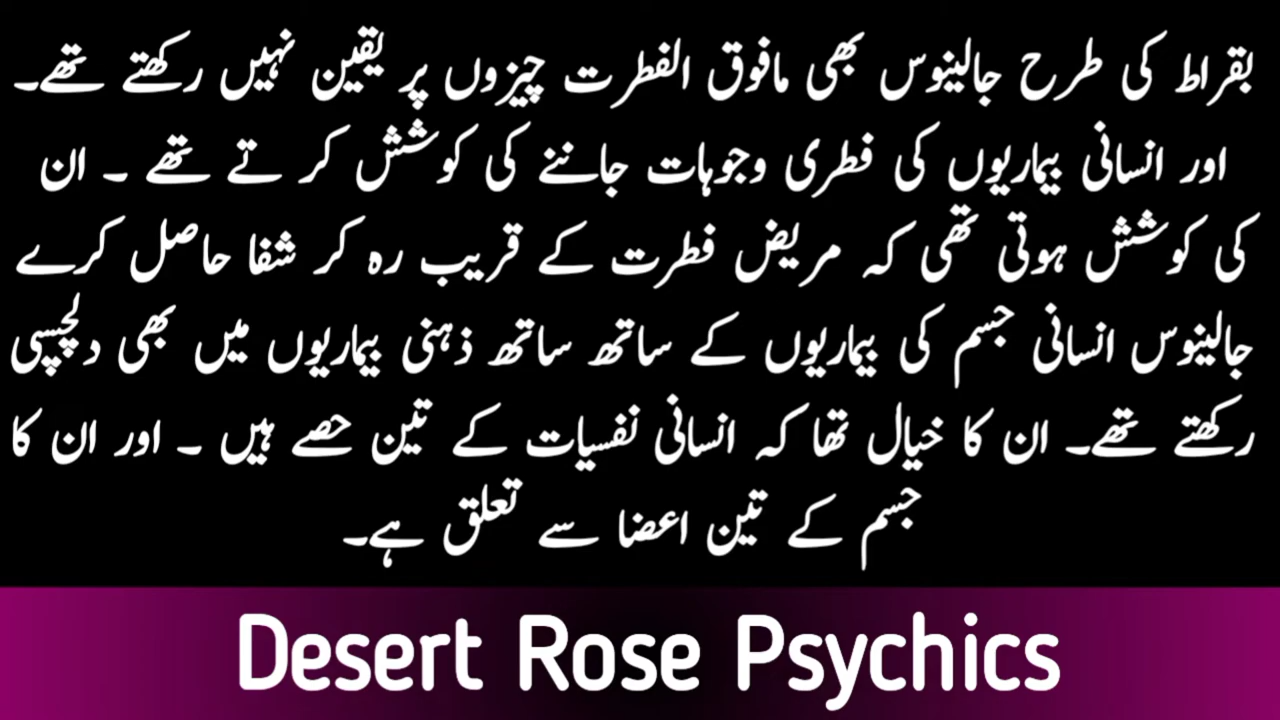 بقراط کی طرح جالینوس بھی مافوق الفطرت چیزوں پر یقین نہیں رکھتے تھے۔
اور انسانی بیماریوں کی فطری وجوہات جاننے کی کوشش کر تے تھے ۔ ان
کی کوشش ہوتی تھی کہ مریض فطرت کے قریب رہ کر شفا حاصل کرے
جالینوس انسانی جسم کی بیماریوں کے ساتھ ساتھ ذہنی بیماریوں میں بھی دلچسپی
رکھتے تھے۔ ان کا خیال تھا کہ انسانی نفسیات کے تین حصے ہیں ۔ اور ان کا
جسم کے تین اعضا سے تعلق ہے۔
Desert Rose Psychics